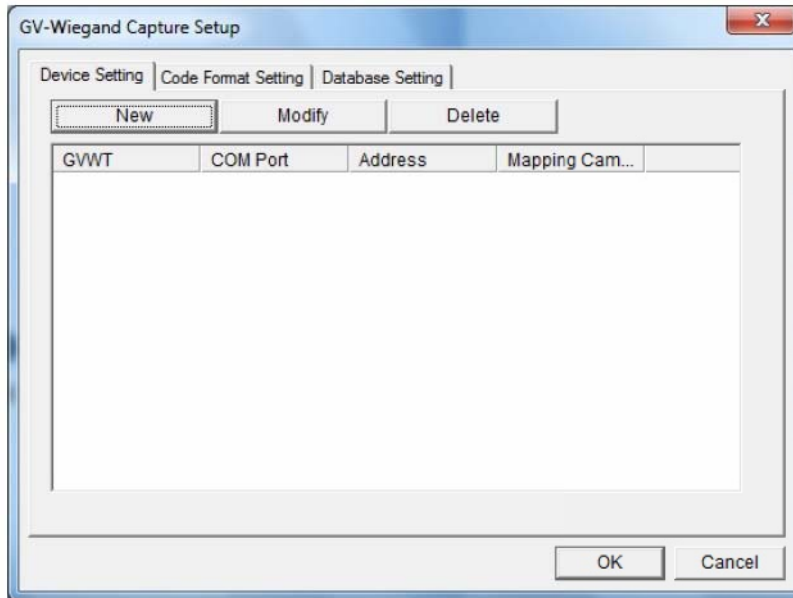 GV-Wiegand Capture Setup
Device Setting Code Format Setting Database Setting
New Modify Delete
GVWT COM Port Address Mapping Cam...
OK Cancel